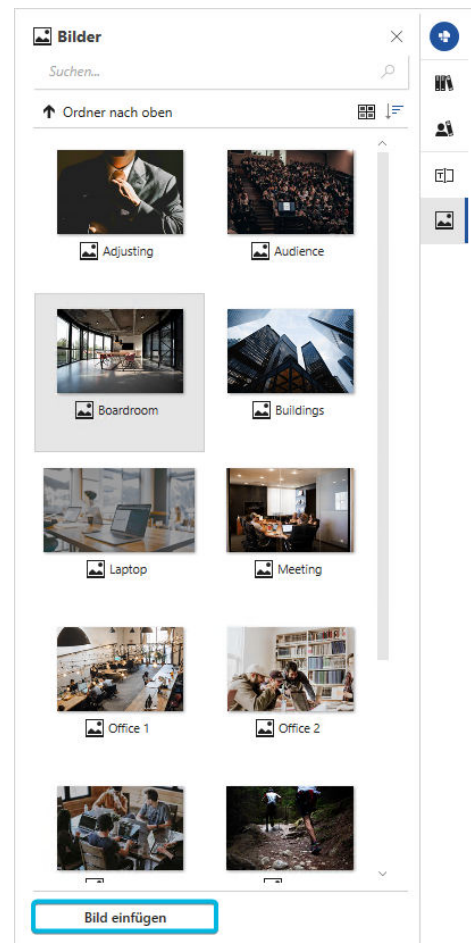 Bilder
Suchen...
Ordner nach oben
Adjusting
Audience
Boardroom
Buildings
Laptop
Meeting
Office 1
Office 2
Bild einfügen